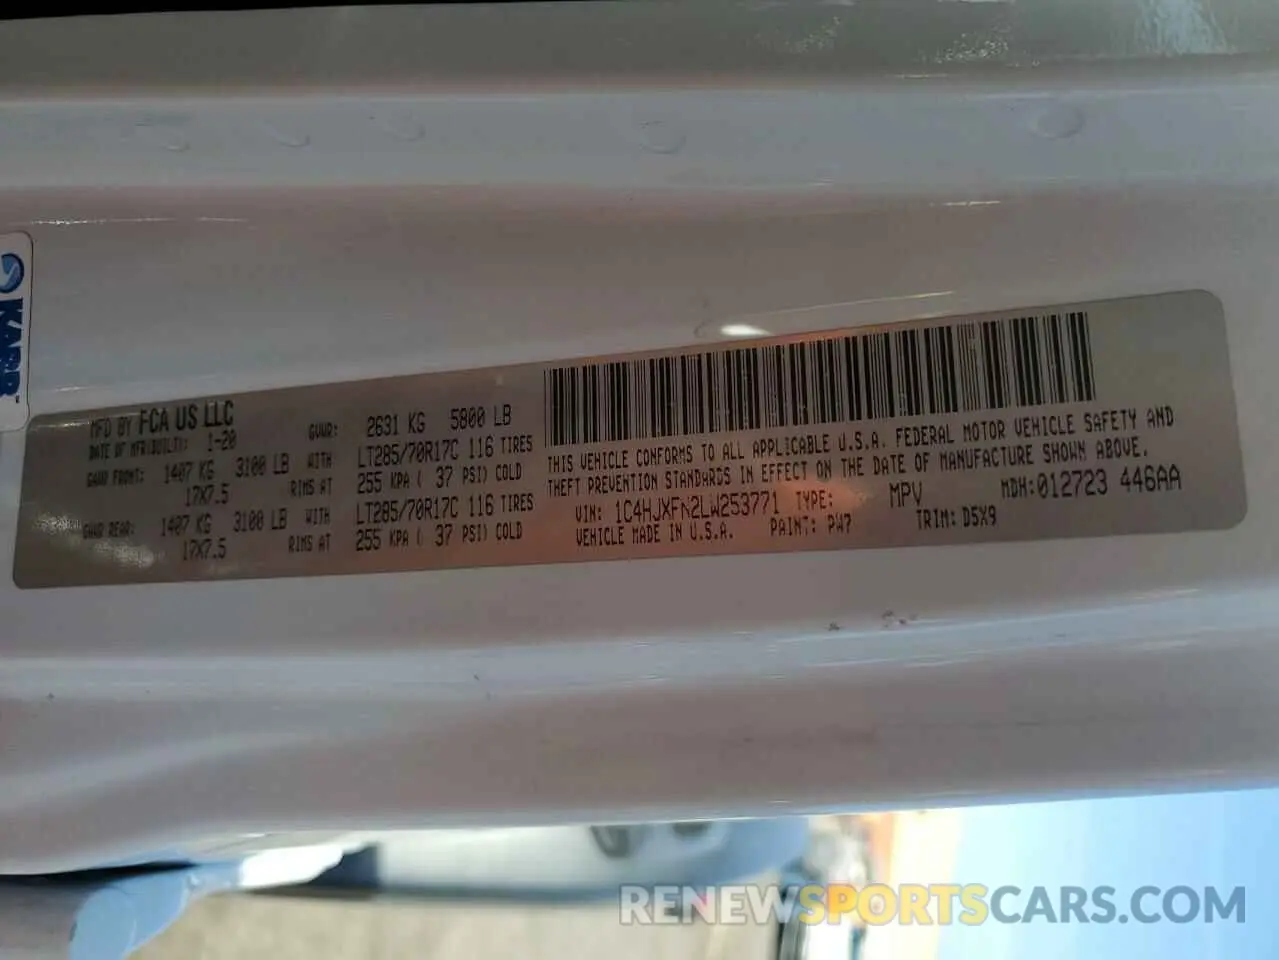 MFD BY FCA US LLC
DATE OF MFR(BUILT): 1-20 GVWR: 2631 KG 5800 LB
GAWR FRONT: 1407 KG 3100 LB WITH LT285/70R17C 116 TIRES
17X7.5 RIMS AT 255 KPA ( 37 PSI) COLD
GAWR REAR: 1407 KG 3100 LB WITH LT285/70R17C 116 TIRES
17X7.5 RIMS AT 255 KPA ( 37 PSI) COLD
THIS VEHICLE CONFORMS TO ALL APPLICABLE U.S.A. FEDERAL MOTOR VEHICLE SAFETY AND
THEFT PREVENTION STANDARDS IN EFFECT ON THE DATE OF MANUFACTURE SHOWN ABOVE.
VIN: 1C4HJXFN2LW253771 TYPE: MPV MDH:012723 446AA
VEHICLE MADE IN U.S.A. PAINT: PW7 TRIM: D5X9
KARR
RENEWSPORTSCARS.COM